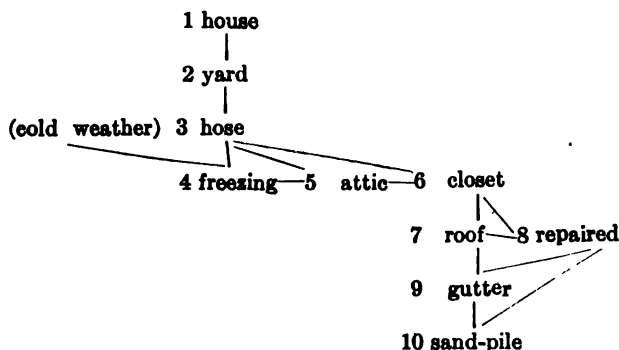 1 house
2 yard
(cold weather) 3 hose
4 freezing 5 attic 6 closet
7 roof 8 repaired
9 gutter
10 sand-pile